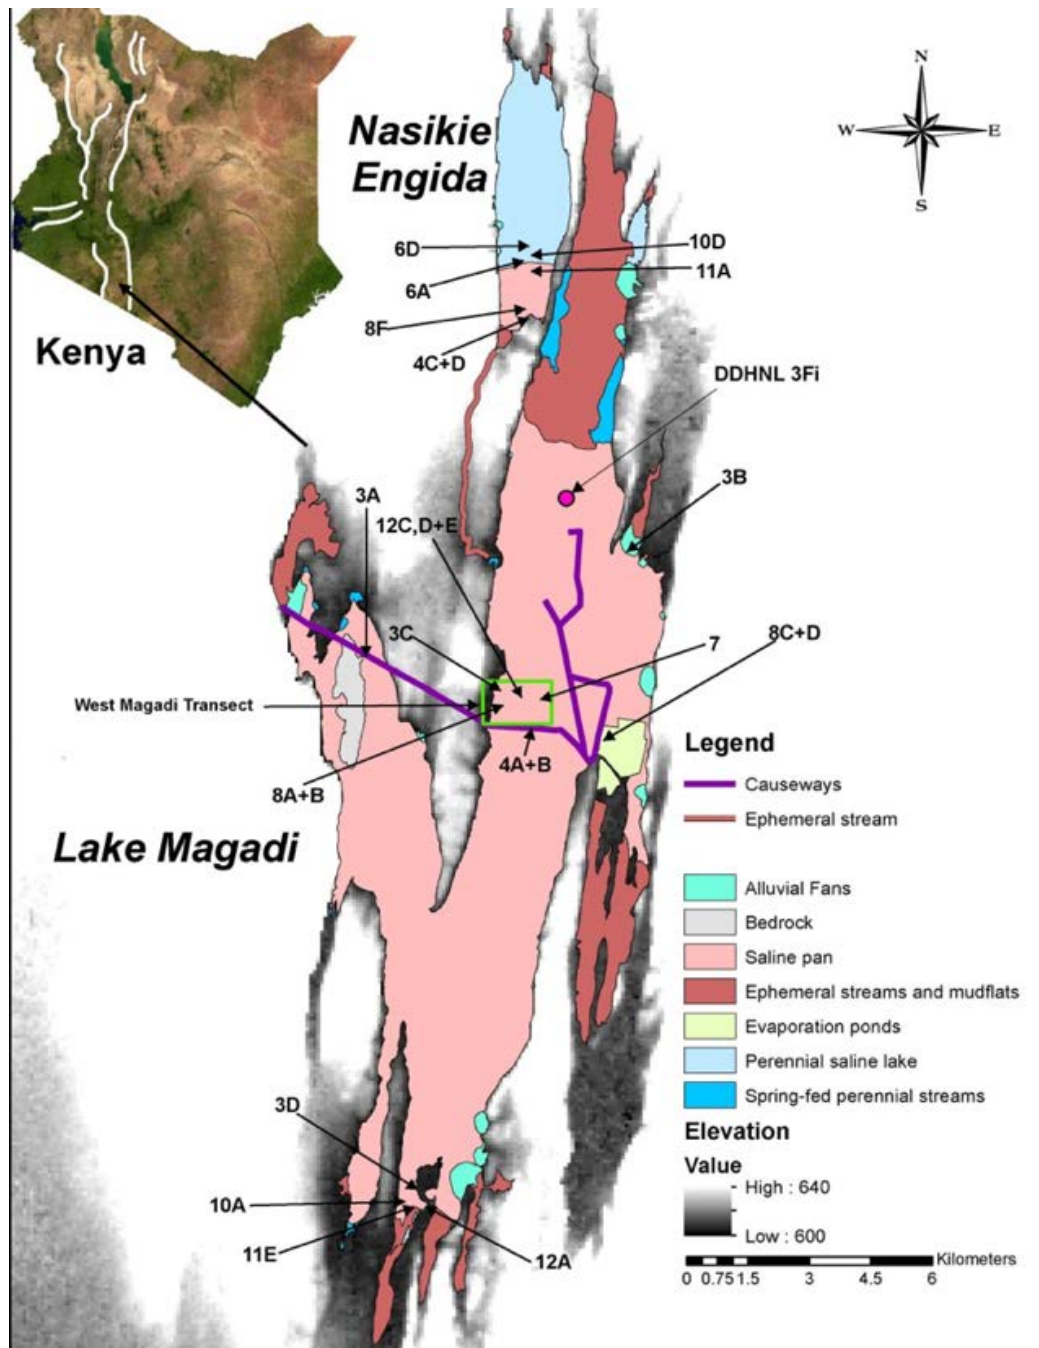 Nasikie
Engida
N
W
E
S
6D
10D
6A
11A
8F
4C+D
Kenya
DDHNL 3Fi
3B
3A
12C,D+E
3C
7
8C+D
West Magadi Transect
4A+B
8A+B
Lake Magadi
Legend
Causeways
Ephemeral stream
Alluvial Fans
Bedrock
Saline pan
Ephemeral streams and mudflats
Evaporation ponds
Perennial saline lake
Spring-fed perennial streams
Elevation
Value
High : 640
Low : 600
Kilometers
0 0.75 1.5 3 4.5 6
3D
10A
11E
12A